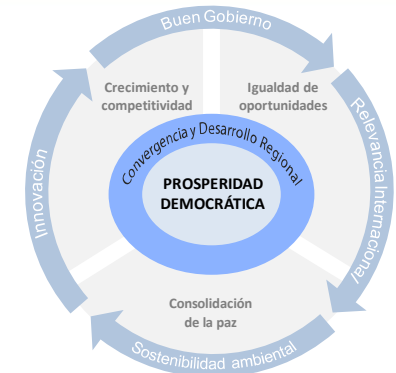 Buen Gobierno
Crecimiento y
competitividad
Igualdad de
oportunidades
Relevancia Internacional
Innovación
Convergencia y Desarrollo Regional
PROSPERIDAD
DEMOCRÁTICA
Consolidación
de la paz
Sostenibilidad ambiental